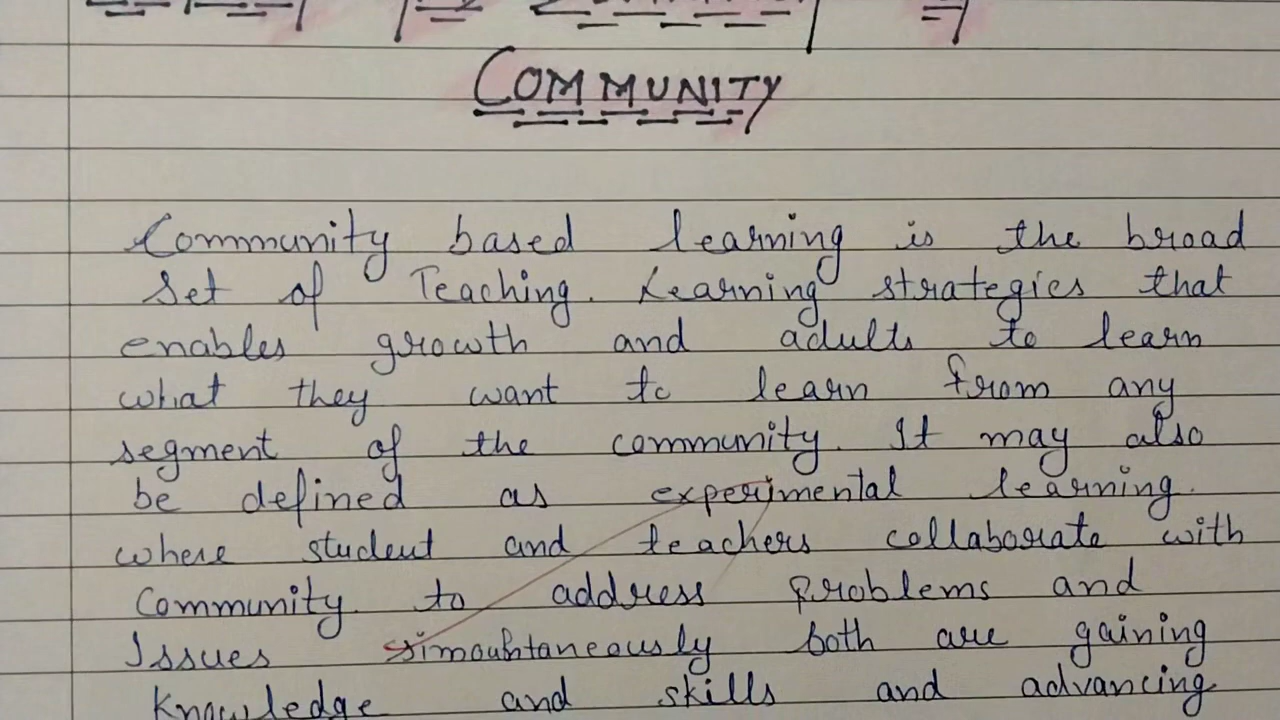 COMMUNITY
Community based learning is the broad
set of Teaching. Learning strategies that
enables growth and adults to learn
what they want to learn from any
segment of the community. It may also
be defined as experimental learning.
where student and teachers collaborate with
Community to address problems and
Issues simoultaneously both are gaining
knowledge and skills and advancing